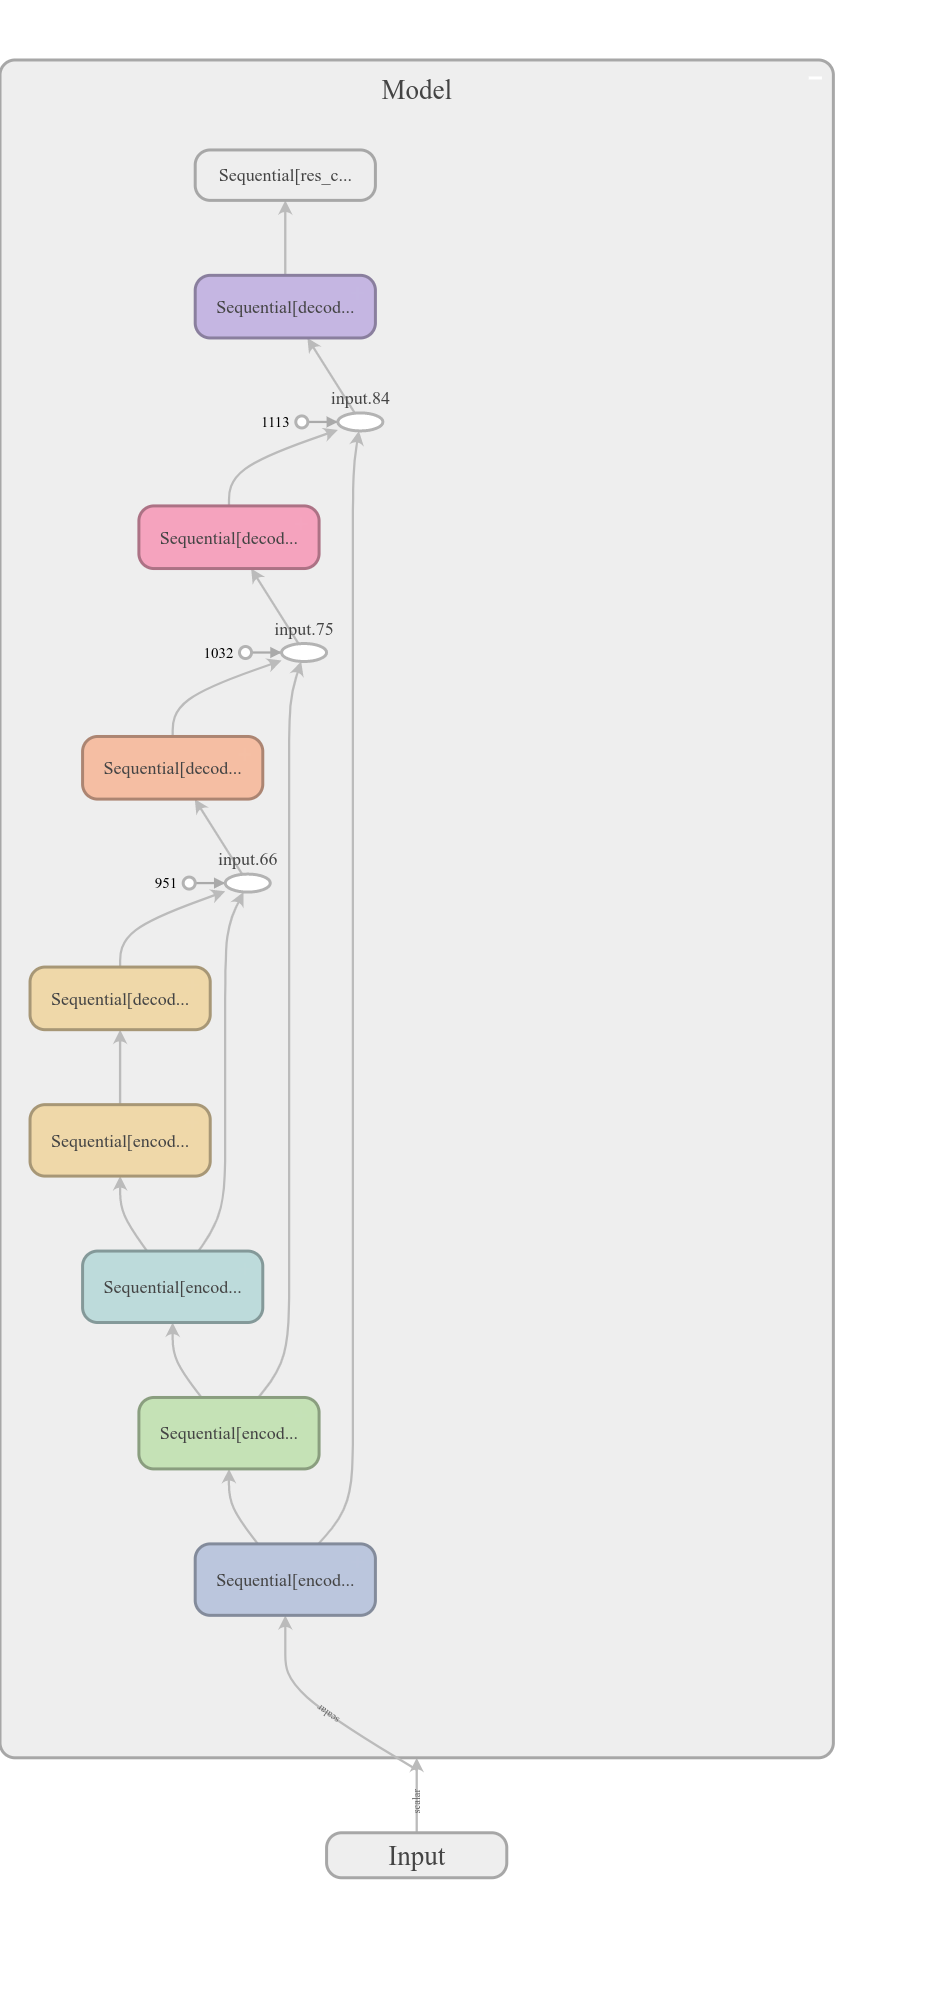 Model
Sequential[res_c...
Sequential[decod...
input.84
1113
Sequential[decod...
input.75
1032
Sequential[decod...
input.66
951
Sequential[decod...
Sequential[encod...
Sequential[encod...
Sequential[encod...
Sequential[encod...
scalar
scalar
Input